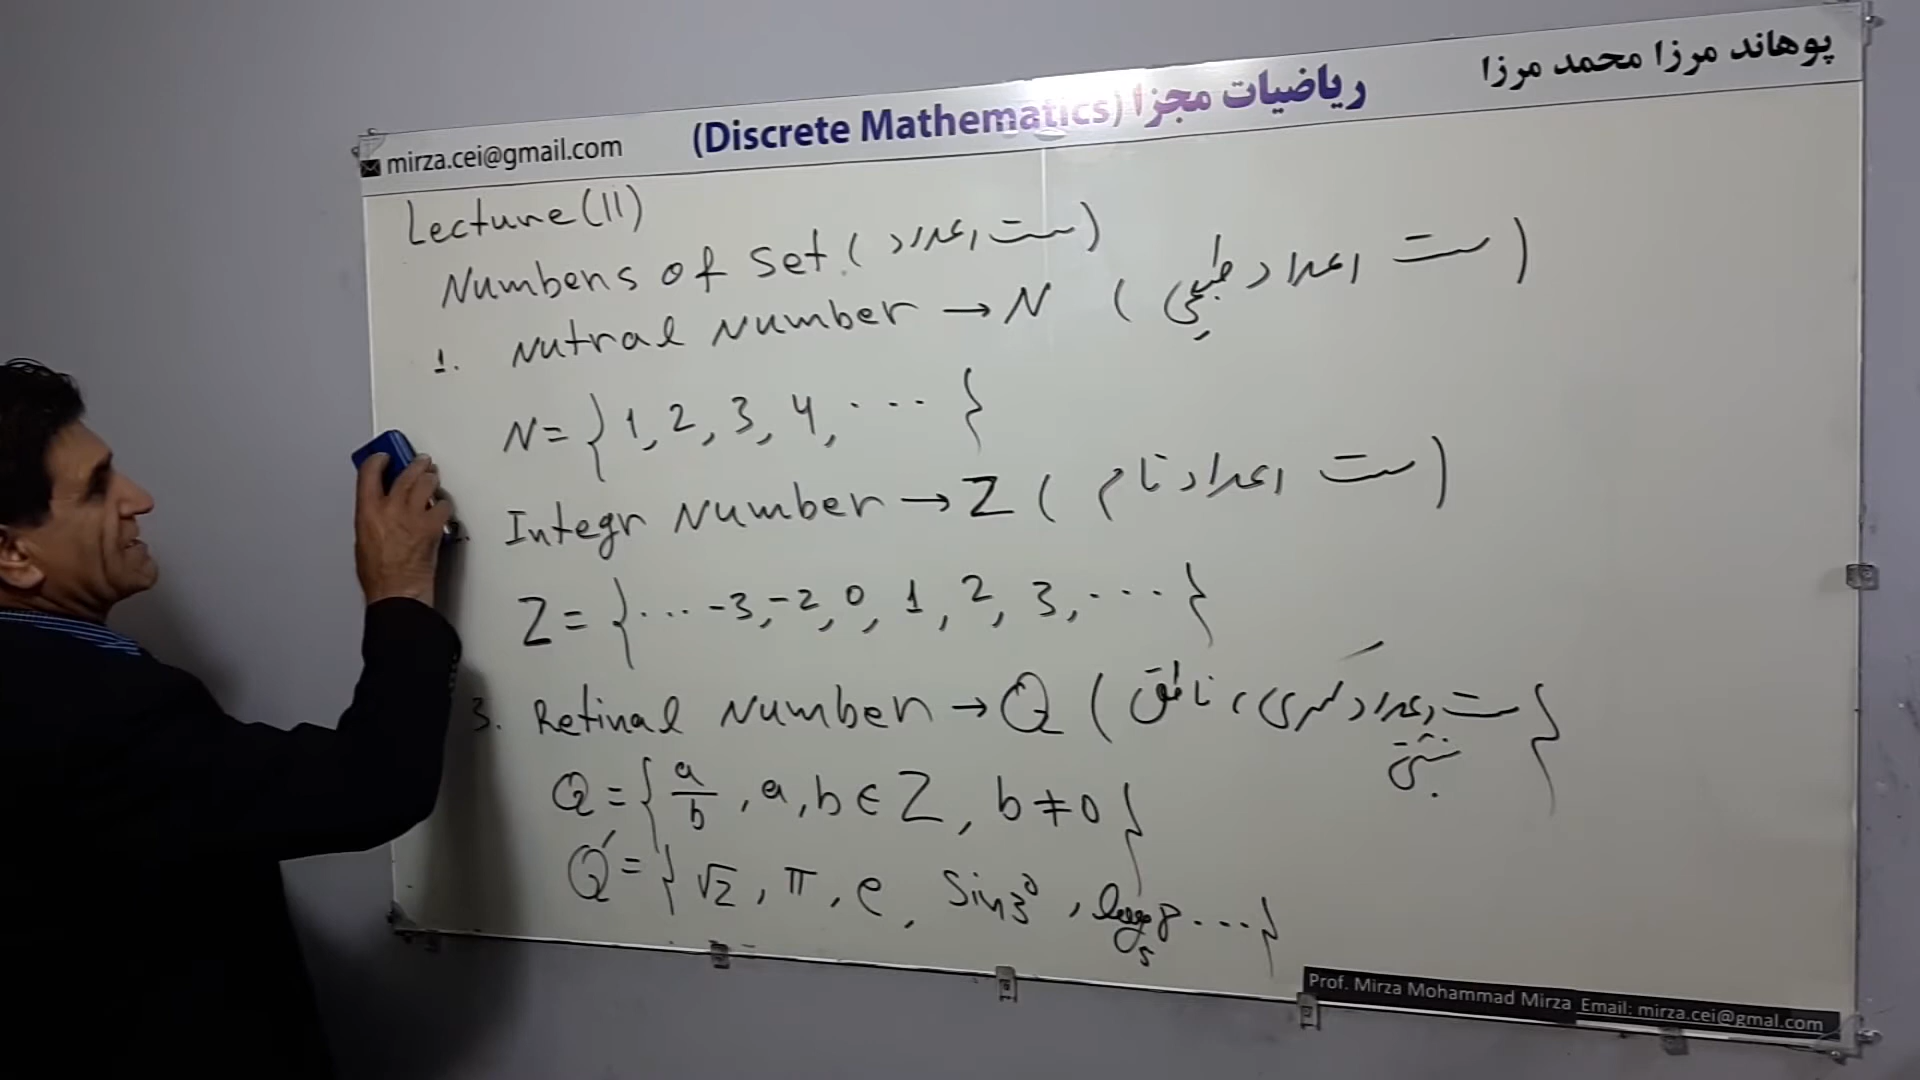 mirza.cei@gmail.com (Discrete Mathematics) ریاضیات مجزا پوهاند مرزا محمد مرزا
Lecture(11)
Numbers of Set (ست اعداد)
1. Nutral Number → N (ست اعداد طبیعی)
N = {1, 2, 3, 4, ...}
2. Integr Number → Z (ست اعداد تام)
Z = {... -3, -2, 0, 1, 2, 3, ...}
3. Retinal Number → Q (ست اعداد کسری، ناطق
نسبتی
Q = {a/b, a, b ∈ Z, b ≠ 0}
Q' = {√2, π, e, Sin3°, log₅8 ...}
Prof. Mirza Mohammad Mirza Email: mirza.cei@gmal.com